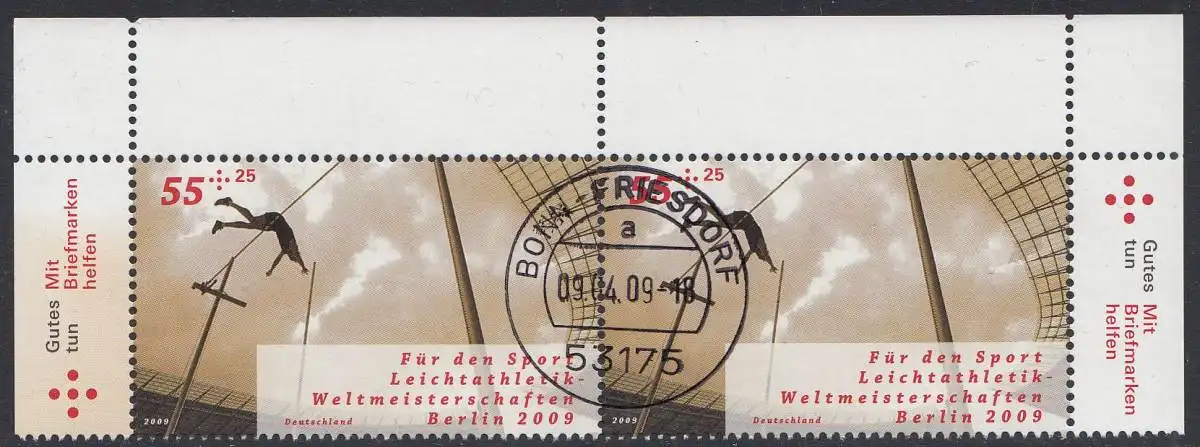 Gutes tun
Mit Briefmarken helfen
55+25
Für den Sport
Leichtathletik-
Weltmeisterschaften
Berlin 2009
Deutschland
2009
BONN-FRIESDORF
a
09.04.09-18
53175
55+25
Für den Sport
Leichtathletik-
Weltmeisterschaften
Berlin 2009
Deutschland
2009
Gutes tun
Mit Briefmarken helfen